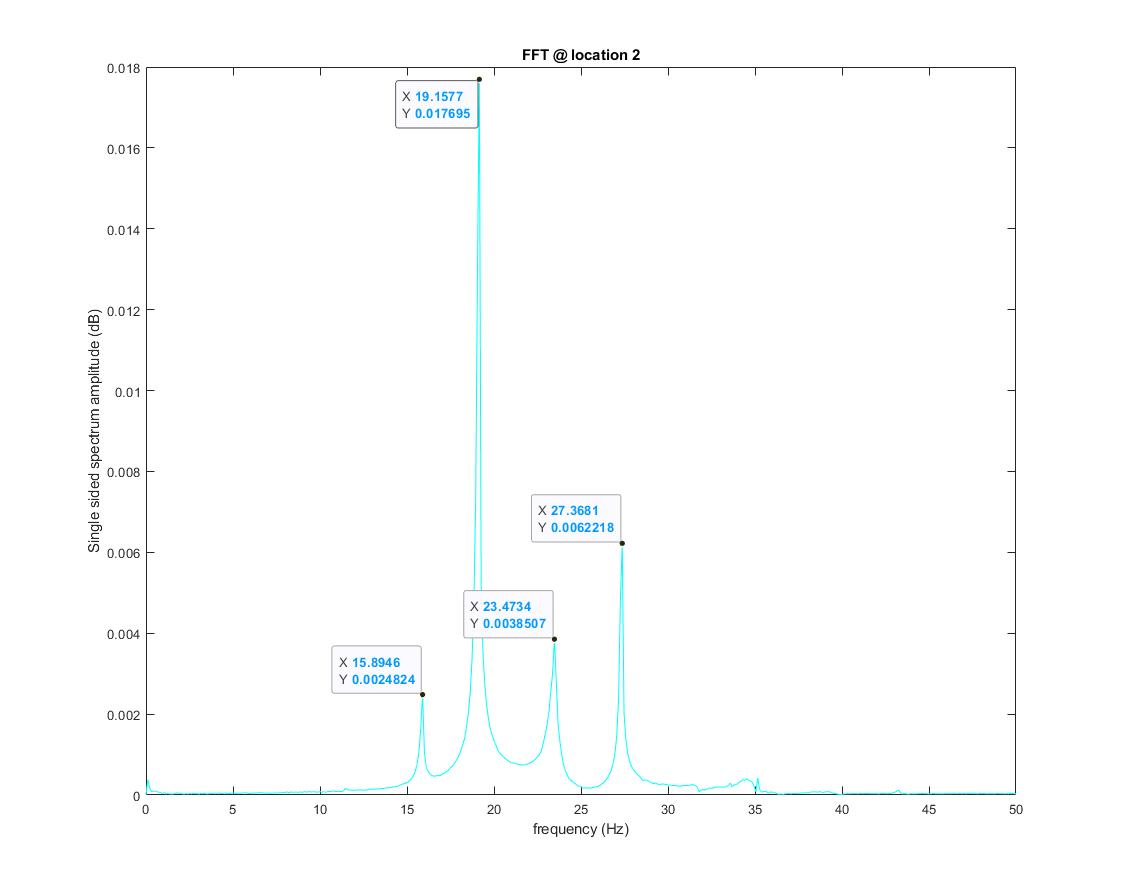 FFT @ location 2
0.018
0.016
0.014
0.012
0.01
0.008
0.006
0.004
0.002
0
Single sided spectrum amplitude (dB)
X 19.1577
Y 0.017695
X 27.3681
Y 0.0062218
X 23.4734
Y 0.0038507
X 15.8946
Y 0.0024824
0 5 10 15 20 25 30 35 40 45 50
frequency (Hz)